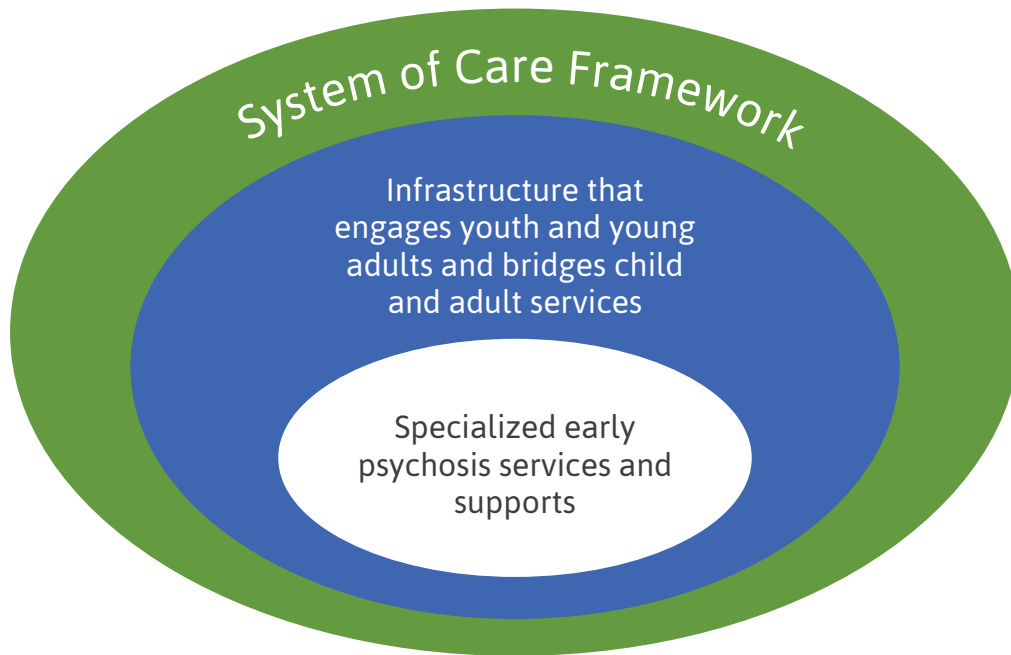 System of Care Framework
Infrastructure that
engages youth and young
adults and bridges child
and adult services
Specialized early
psychosis services and
supports